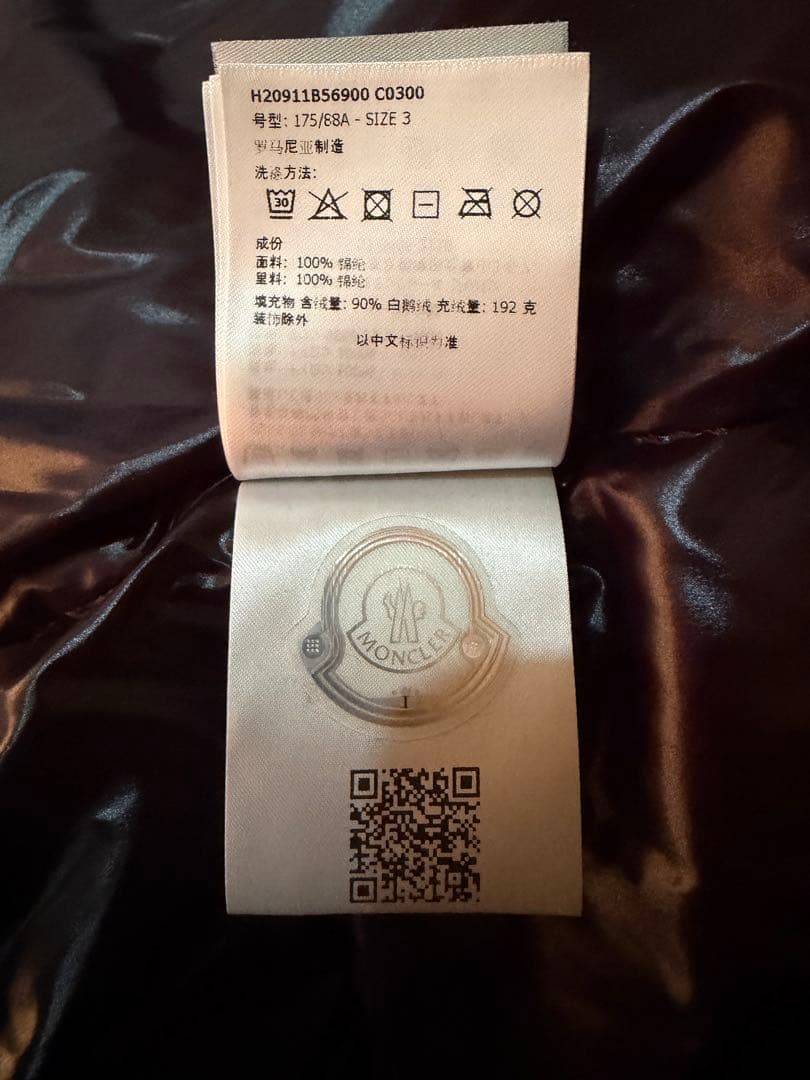 H20911B56900 C0300
号型: 175/88A - SIZE 3
罗马尼亚制造
洗涤方法:
30
成份
面料: 100% 锦纶
里料: 100% 锦纶
填充物 含绒量: 90% 白鹅绒 充绒量: 192 克
装饰除外
以中文标识为准
MONCLER
I